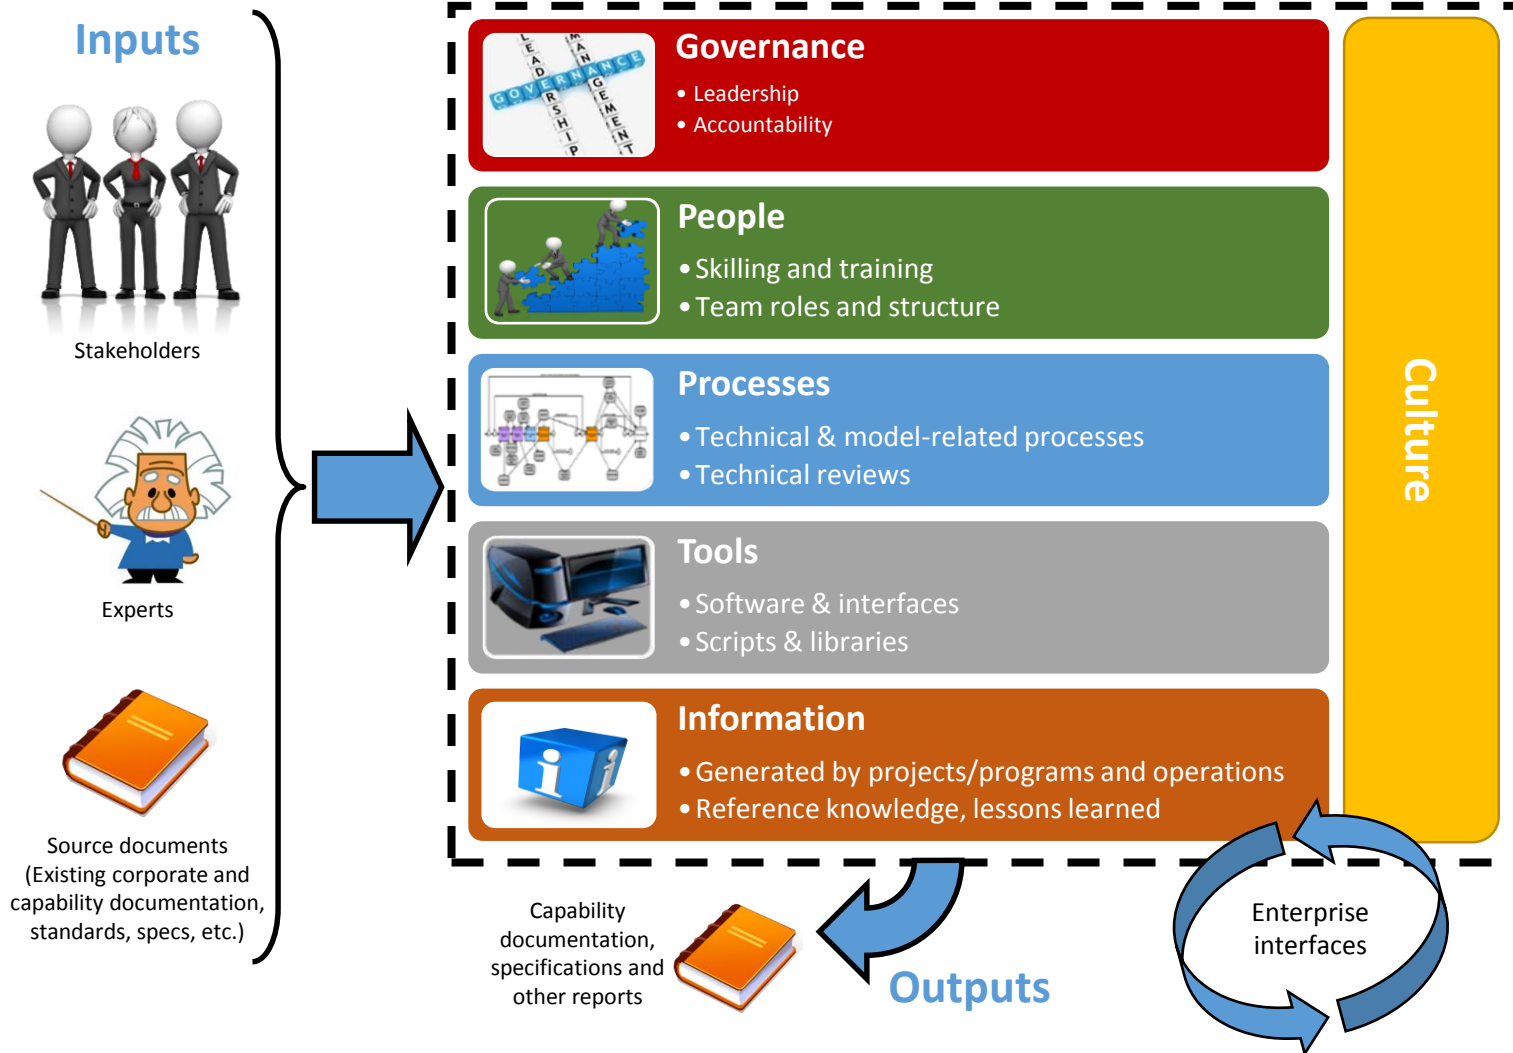 Inputs
Stakeholders
Experts
Source documents
(Existing corporate and
capability documentation,
standards, specs, etc.)
LEADERSHIP
MANAGEMENT
GOVERNANCE
Governance
• Leadership
• Accountability
People
• Skilling and training
• Team roles and structure
Processes
• Technical & model-related processes
• Technical reviews
Tools
• Software & interfaces
• Scripts & libraries
Information
• Generated by projects/programs and operations
• Reference knowledge, lessons learned
Culture
Capability
documentation,
specifications and
other reports
Outputs
Enterprise
interfaces